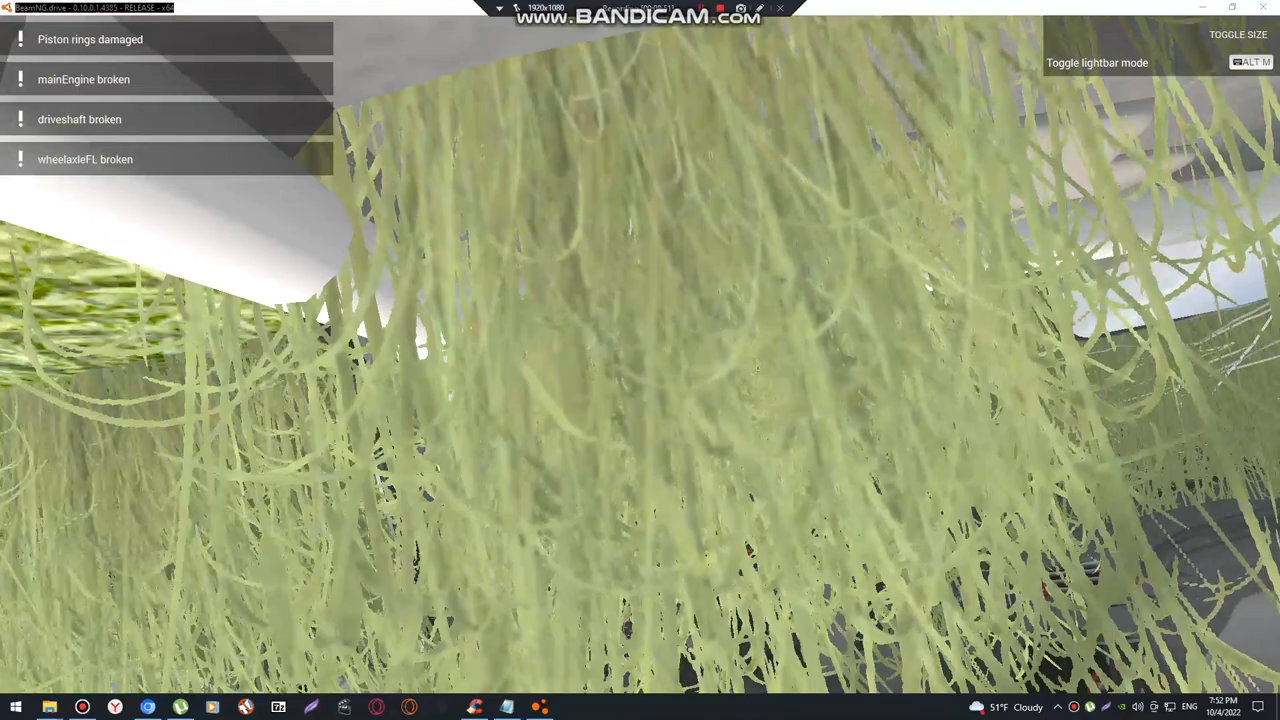 BeamNG.drive - 0.10.0.1.4385 - RELEASE - x64
1920x1080
www.BANDICAM.com
Piston rings damaged
mainEngine broken
driveshaft broken
wheelaxleFL broken
TOGGLE SIZE
Toggle lightbar mode
ALT M
51°F Cloudy
ENG
7:52 PM
10/4/2022